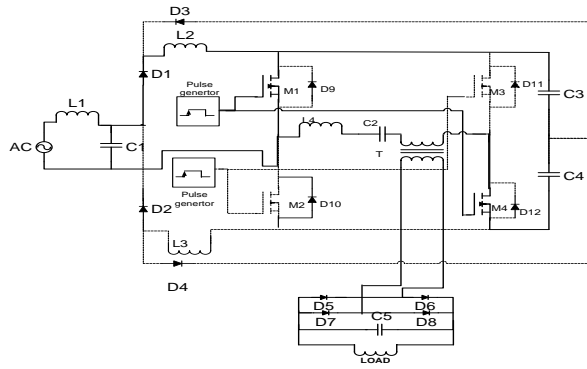 D3
L2
D1
Pulse
genertor
M1
D9
M3
D11
C3
L1
AC
C1
L4
C2
T
Pulse
genertor
C4
D2
M2
D10
M4
D12
L3
D4
D5
D6
D7
C5
D8
LOAD